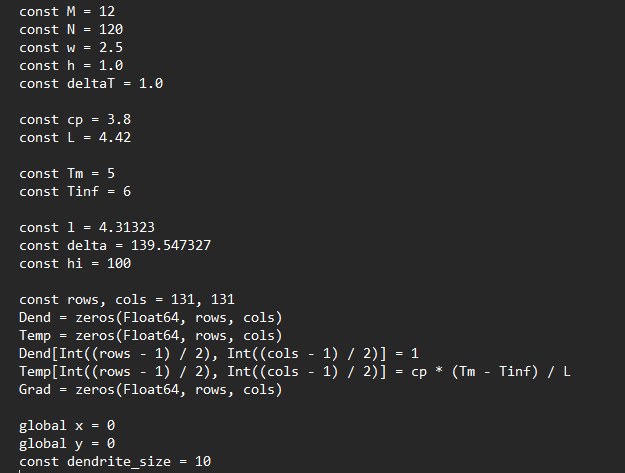 const M = 12
const N = 120
const w = 2.5
const h = 1.0
const deltaT = 1.0
const cp = 3.8
const L = 4.42
const Tm = 5
const Tinf = 6
const l = 4.31323
const delta = 139.547327
const hi = 100
const rows, cols = 131, 131
Dend = zeros(Float64, rows, cols)
Temp = zeros(Float64, rows, cols)
Dend[Int((rows - 1) / 2), Int((cols - 1) / 2)] = 1
Temp[Int((rows - 1) / 2), Int((cols - 1) / 2)] = cp * (Tm - Tinf) / L
Grad = zeros(Float64, rows, cols)
global x = 0
global y = 0
const dendrite_size = 10